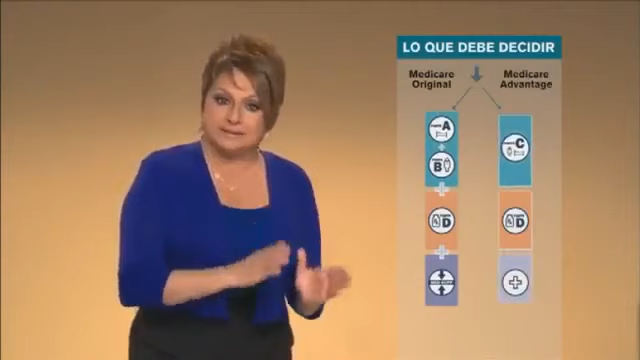 LO QUE DEBE DECIDIR
Medicare
Original
Medicare
Advantage
A
B
C
D
D